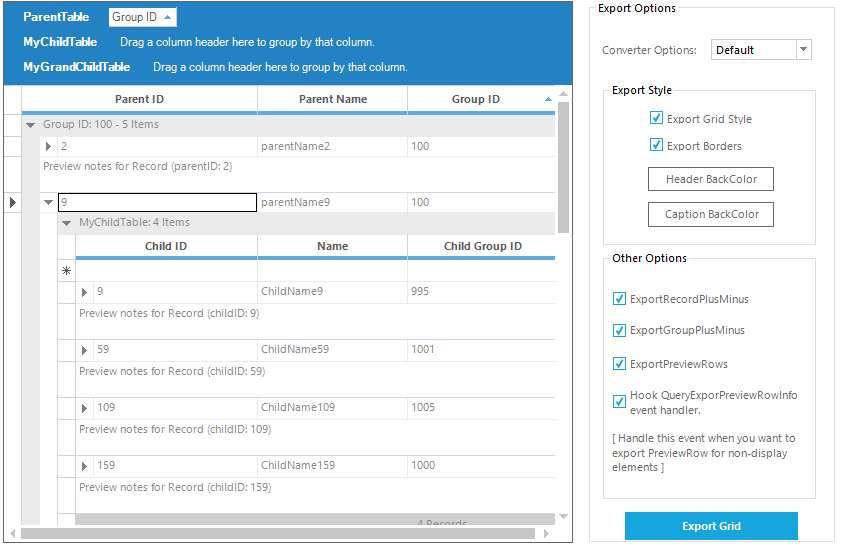 ParentTable Group ID
MyChildTable Drag a column header here to group by that column.
MyGrandChildTable Drag a column header here to group by that column.
Parent ID Parent Name Group ID
Group ID: 100 - 5 Items
2 parentName2 100
Preview notes for Record (parentID: 2)
9 parentName9 100
MyChildTable: 4 Items
Child ID Name Child Group ID
9 ChildName9 995
Preview notes for Record (childID: 9)
59 ChildName59 1001
Preview notes for Record (childID: 59)
109 ChildName109 1005
Preview notes for Record (childID: 109)
159 ChildName159 1000
Preview notes for Record (childID: 159)
4 Records
Export Options
Converter Options: Default
Export Style
Export Grid Style
Export Borders
Header BackColor
Caption BackColor
Other Options
ExportRecordPlusMinus
ExportGroupPlusMinus
ExportPreviewRows
Hook QueryExporPreviewRowInfo
event handler.
[ Handle this event when you want to
export PreviewRow for non-display
elements ]
Export Grid